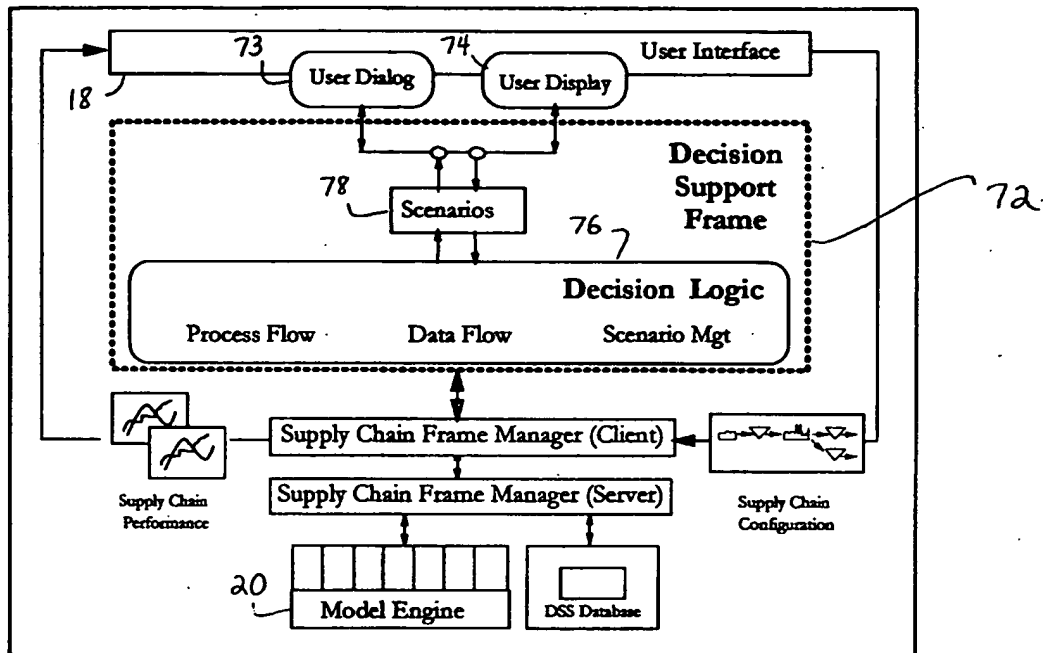 User Interface
73
User Dialog
74
User Display
18
Decision
Support
Frame
72
78
Scenarios
76
Decision Logic
Process Flow Data Flow Scenario Mgt
Supply Chain Frame Manager (Client)
Supply Chain Frame Manager (Server)
Supply Chain
Performance
Supply Chain
Configuration
20
Model Engine
DSS Database